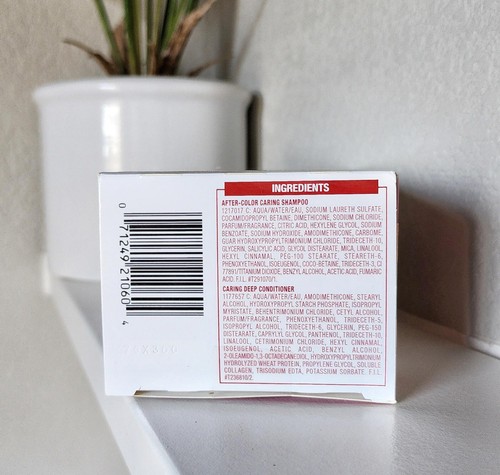 INGREDIENTS
AFTER-COLOR CARING SHAMPOO
1217017 C: AQUA/WATER/EAU, SODIUM LAURETH SULFATE,
COCAMIDOPROPYL BETAINE, DIMETHICONE, SODIUM CHLORIDE,
PARFUM/FRAGRANCE, CITRIC ACID, HEXYLENE GLYCOL, SODIUM
BENZOATE, SODIUM HYDROXIDE, AMODIMETHICONE, CARBOMER,
GUAR HYDROXYPROPYLTRIMONIUM CHLORIDE, TRIDECETH-10,
GLYCERIN, SALICYLIC ACID, GLYCOL DISTEARATE, MICA, LINALOOL,
HEXYL CINNAMAL, PEG-100 STEARATE, STEARETH-6,
PHENOXYETHANOL, ISOEUGENOL, COCO-BETAINE, TRIDECETH-3, CI
77891/TITANIUM DIOXIDE, BENZYL ALCOHOL, ACETIC ACID, FUMARIC
ACID. F.I.L. #T291070/1
CARING DEEP CONDITIONER
1177657 C: AQUA/WATER/EAU, AMODIMETHICONE, STEARYL
ALCOHOL, HYDROXYPROPYL STARCH PHOSPHATE, ISOPROPYL
MYRISTATE, BEHENTRIMONIUM CHLORIDE, CETYL ALCOHOL,
PARFUM/FRAGRANCE, PHENOXYETHANOL, TRIDECETH-5,
ISOPROPYL ALCOHOL, TRIDECETH-6, GLYCERIN, PEG-150
DISTEARATE, CAPRYLYL GLYCOL, PANTHENOL, TRIDECETH-10,
LINALOOL, CETRIMONIUM CHLORIDE, HEXYL CINNAMAL,
ISOEUGENOL, ACETIC ACID, BENZYL ALCOHOL,
2-OLEAMIDO-1,3-OCTADECANEDIOL, HYDROXYPROPYLTRIMONIUM
HYDROLYZED WHEAT PROTEIN, PROPYLENE GLYCOL, SOLUBLE
COLLAGEN, TRISODIUM EDTA, POTASSIUM SORBATE. F.I.L.
#T236810/2.
0 71249 21060 4